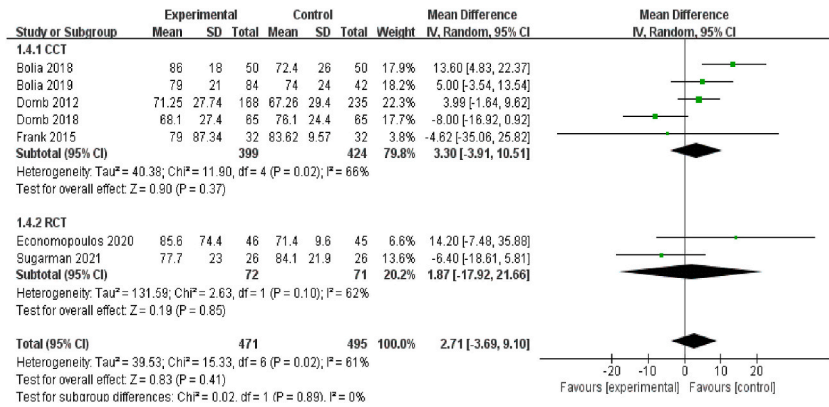 Experimental Control Mean Difference Mean Difference
Study or Subgroup Mean SD Total Mean SD Total Weight IV, Random, 95% CI IV, Random, 95% CI
1.4.1 CCT
Bolia 2018 86 18 50 72.4 26 50 17.9% 13.60 [4.83, 22.37]
Bolia 2019 79 21 84 74 24 42 18.2% 5.00 [-3.54, 13.54]
Domb 2012 71.25 27.74 168 67.26 29.4 235 22.3% 3.99 [-1.64, 9.62]
Domb 2018 68.1 27.4 65 76.1 24.4 65 17.7% -8.00 [-16.92, 0.92]
Frank 2015 79 87.34 32 83.62 9.57 32 3.8% -4.62 [-35.06, 25.82]
Subtotal (95% CI) 399 424 79.8% 3.30 [-3.91, 10.51]
Heterogeneity: Tau² = 40.38; Chi² = 11.90, df = 4 (P = 0.02); I² = 66%
Test for overall effect: Z = 0.90 (P = 0.37)
1.4.2 RCT
Economopoulos 2020 85.6 74.4 46 71.4 9.6 45 6.6% 14.20 [-7.48, 35.88]
Sugarman 2021 77.7 23 26 84.1 21.9 26 13.6% -6.40 [-18.61, 5.81]
Subtotal (95% CI) 72 71 20.2% 1.87 [-17.92, 21.66]
Heterogeneity: Tau² = 131.59; Chi² = 2.63, df = 1 (P = 0.10); I² = 62%
Test for overall effect: Z = 0.19 (P = 0.85)
Total (95% CI) 471 495 100.0% 2.71 [-3.69, 9.10]
Heterogeneity: Tau² = 39.53; Chi² = 15.33, df = 6 (P = 0.02); I² = 61%
Test for overall effect: Z = 0.83 (P = 0.41)
Test for subgroup differences: Chi² = 0.02, df = 1 (P = 0.89), I² = 0%
-20 -10 0 10 20
Favours [experimental] Favours [control]